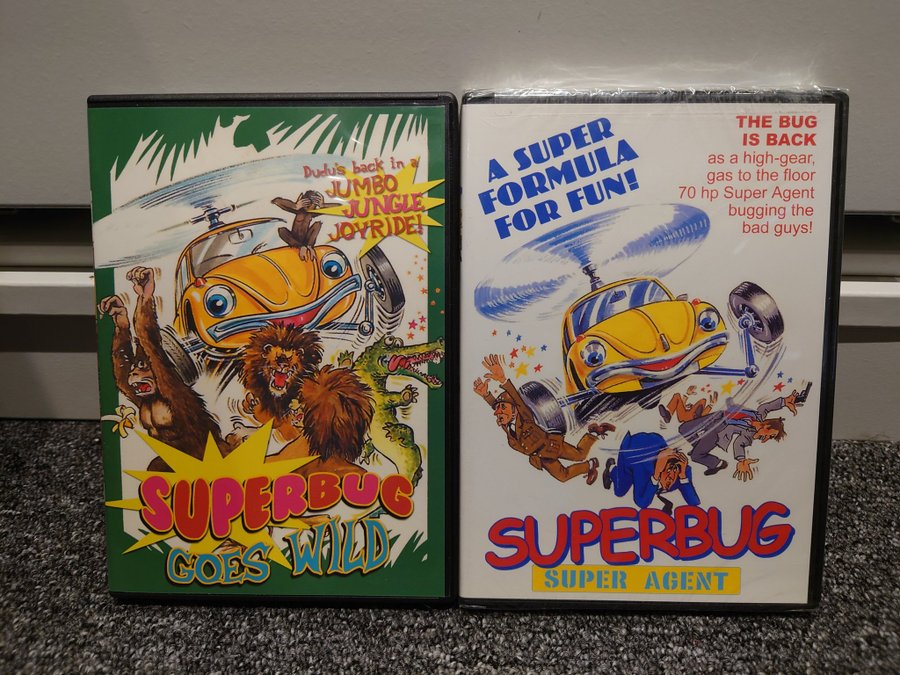 Dudu's back in a
JUMBO
JUNGLE
JOYRIDE!
SUPERBUG
GOES WILD
A SUPER
FORMULA
FOR FUN!
THE BUG
IS BACK
as a high-gear,
gas to the floor
70 hp Super Agent
bugging the
bad guys!
SUPERBUG
SUPER AGENT